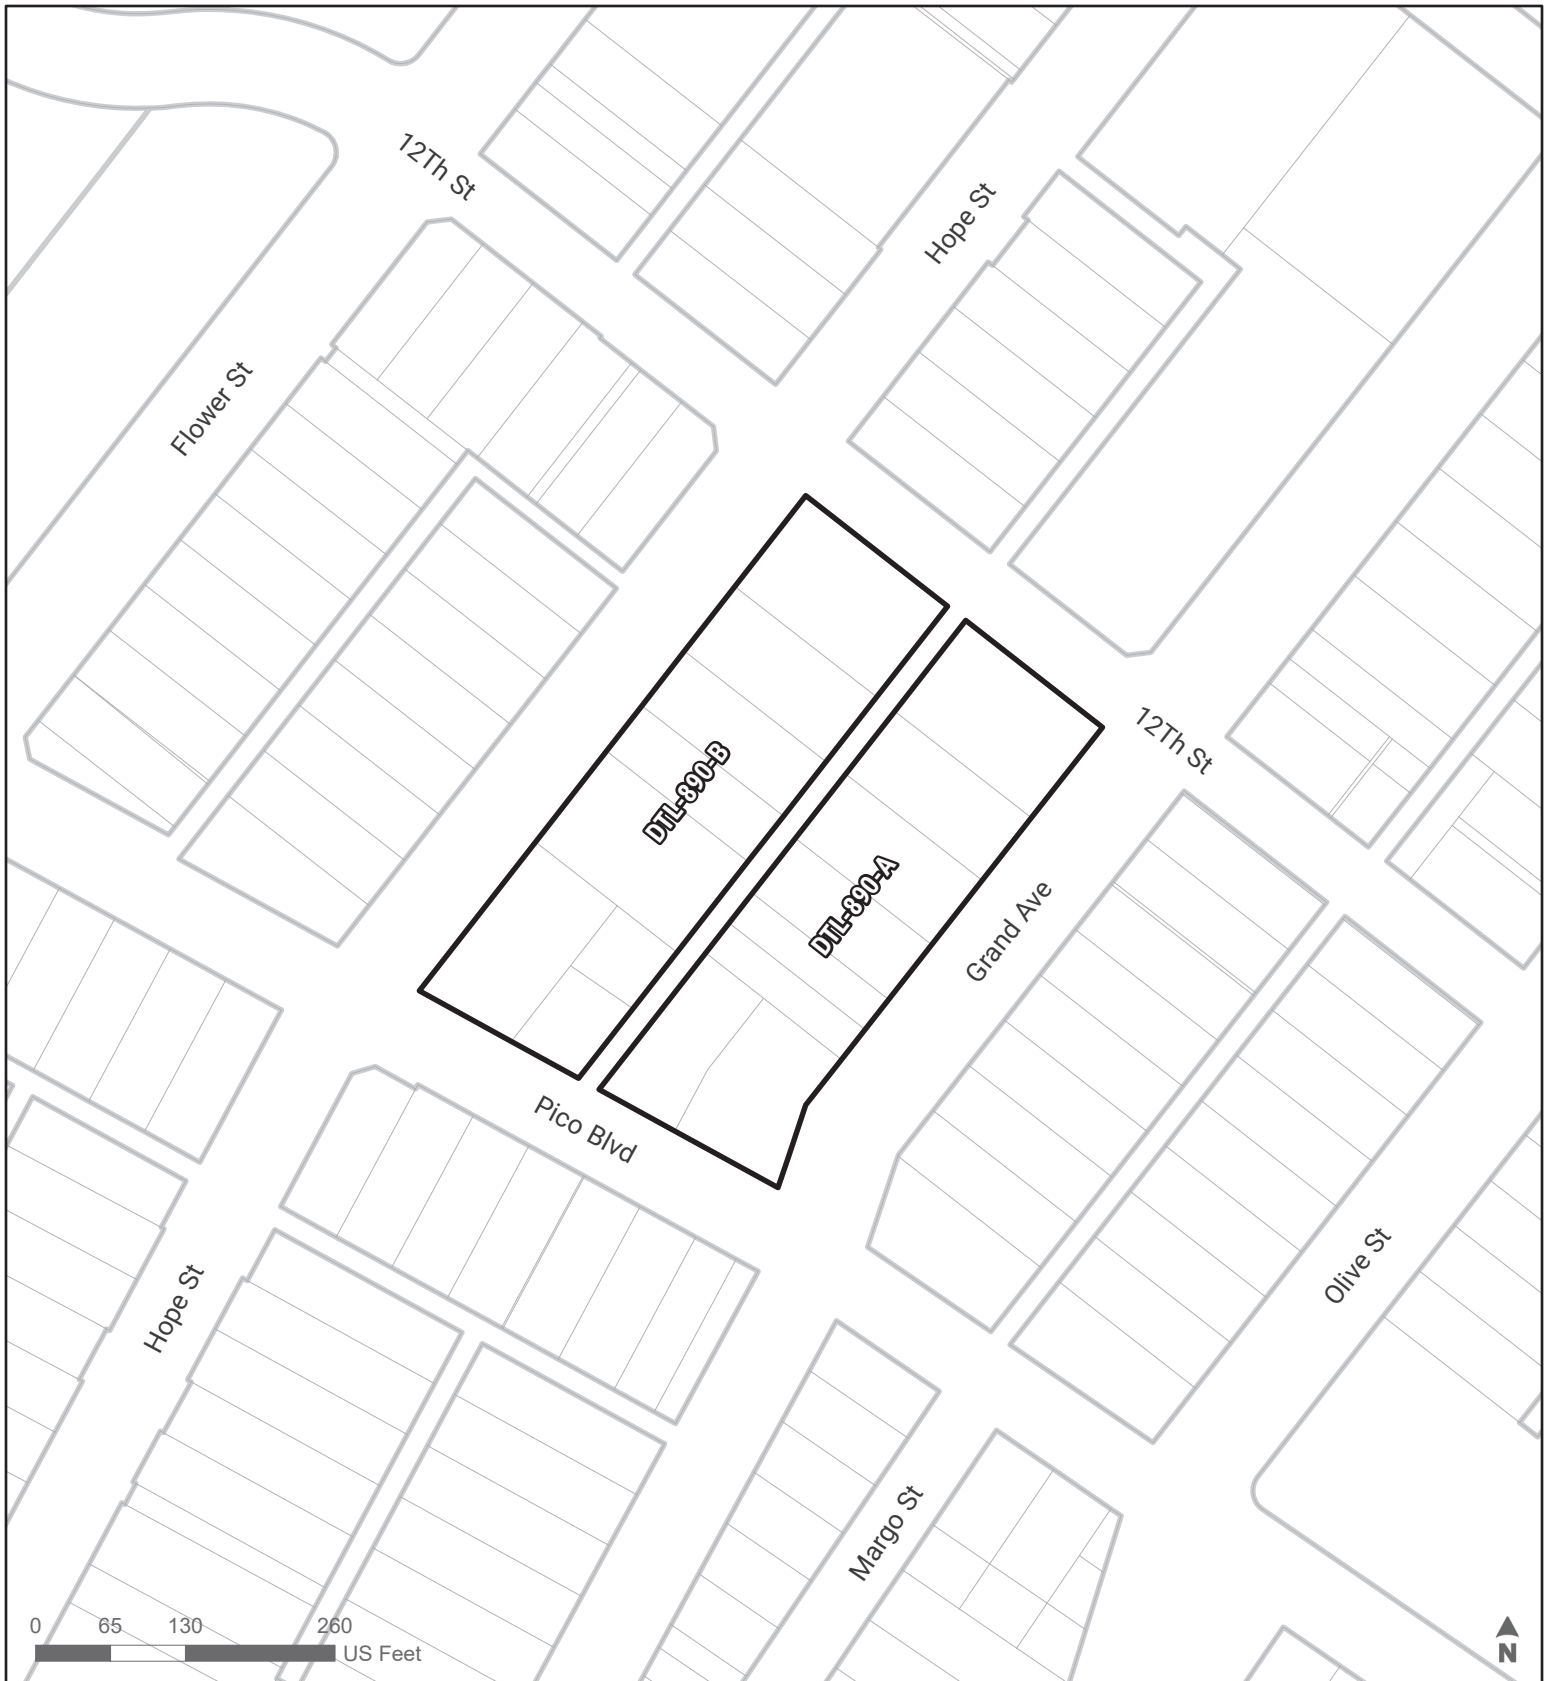 12Th St
Hope St
Flower St
12Th St
DTL-890-B
DTL-890-A
Grand Ave
Pico Blvd
Olive St
Hope St
Margo St
0 65 130 260
US Feet
N